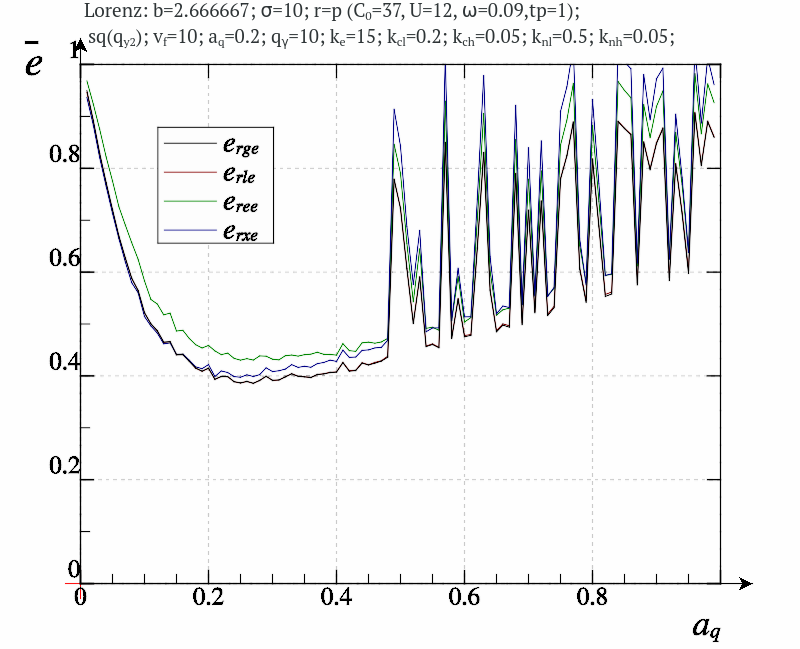 Lorenz: b=2.666667; σ=10; r=p (C₀=37, U=12, ω=0.09,tp=1);
sq(q_y2); v_f=10; a_q=0.2; q_γ=10; k_e=15; k_cl=0.2; k_ch=0.05; k_nl=0.5; k_nh=0.05;
1
e̅
e_rge
0.8
e_rle
e_ree
e_rxe
0.6
0.4
0.2
0
0 0.2 0.4 0.6 0.8
a_q